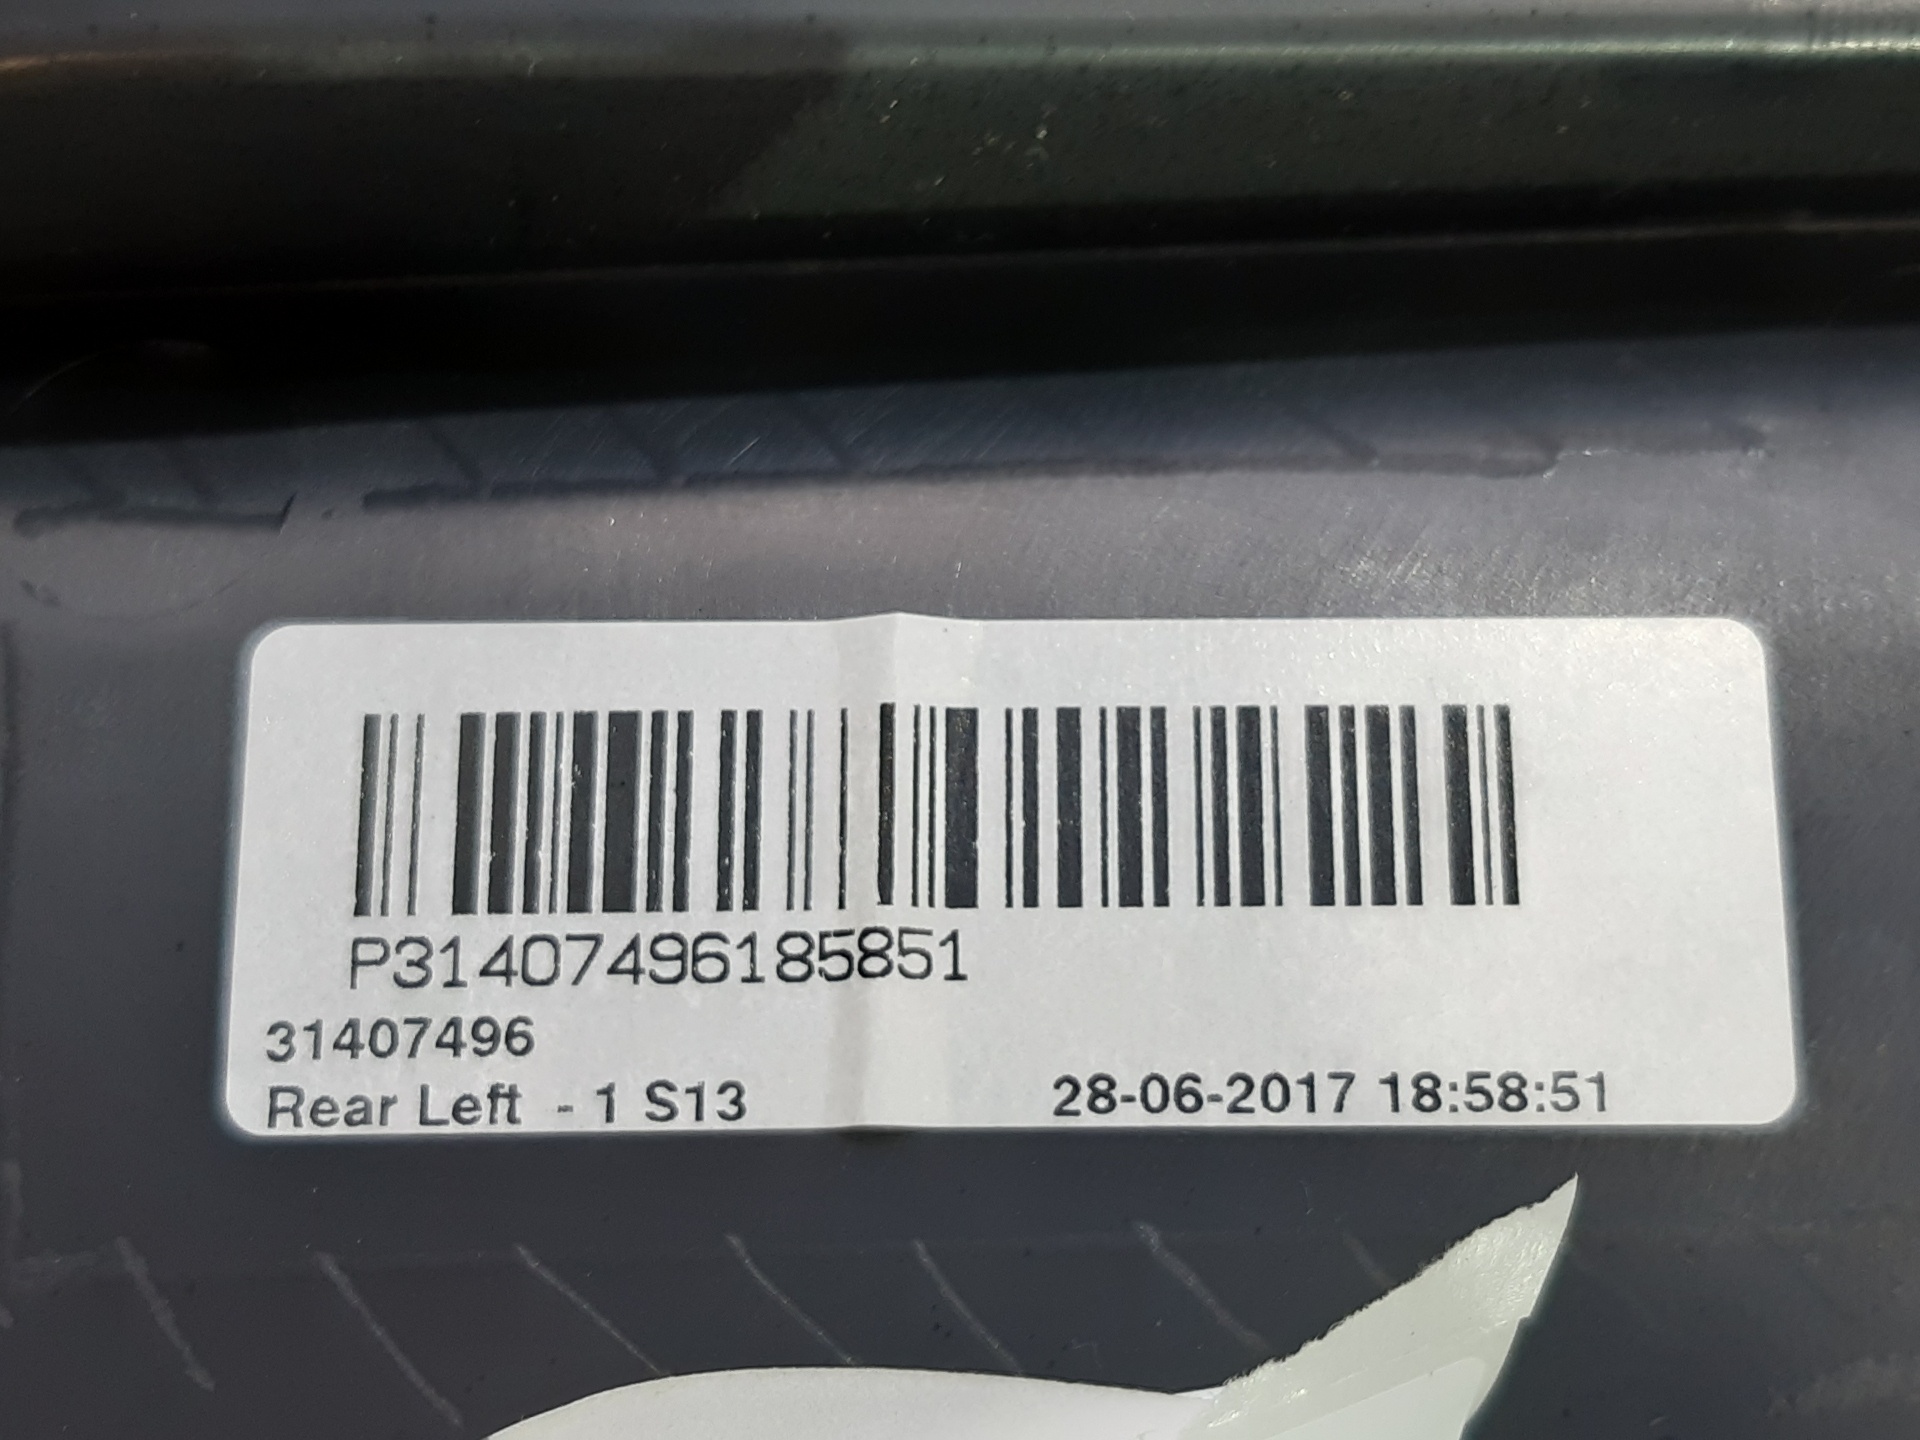 P31407496185851
31407496
Rear Left - 1 S13
28-06-2017 18:58:51